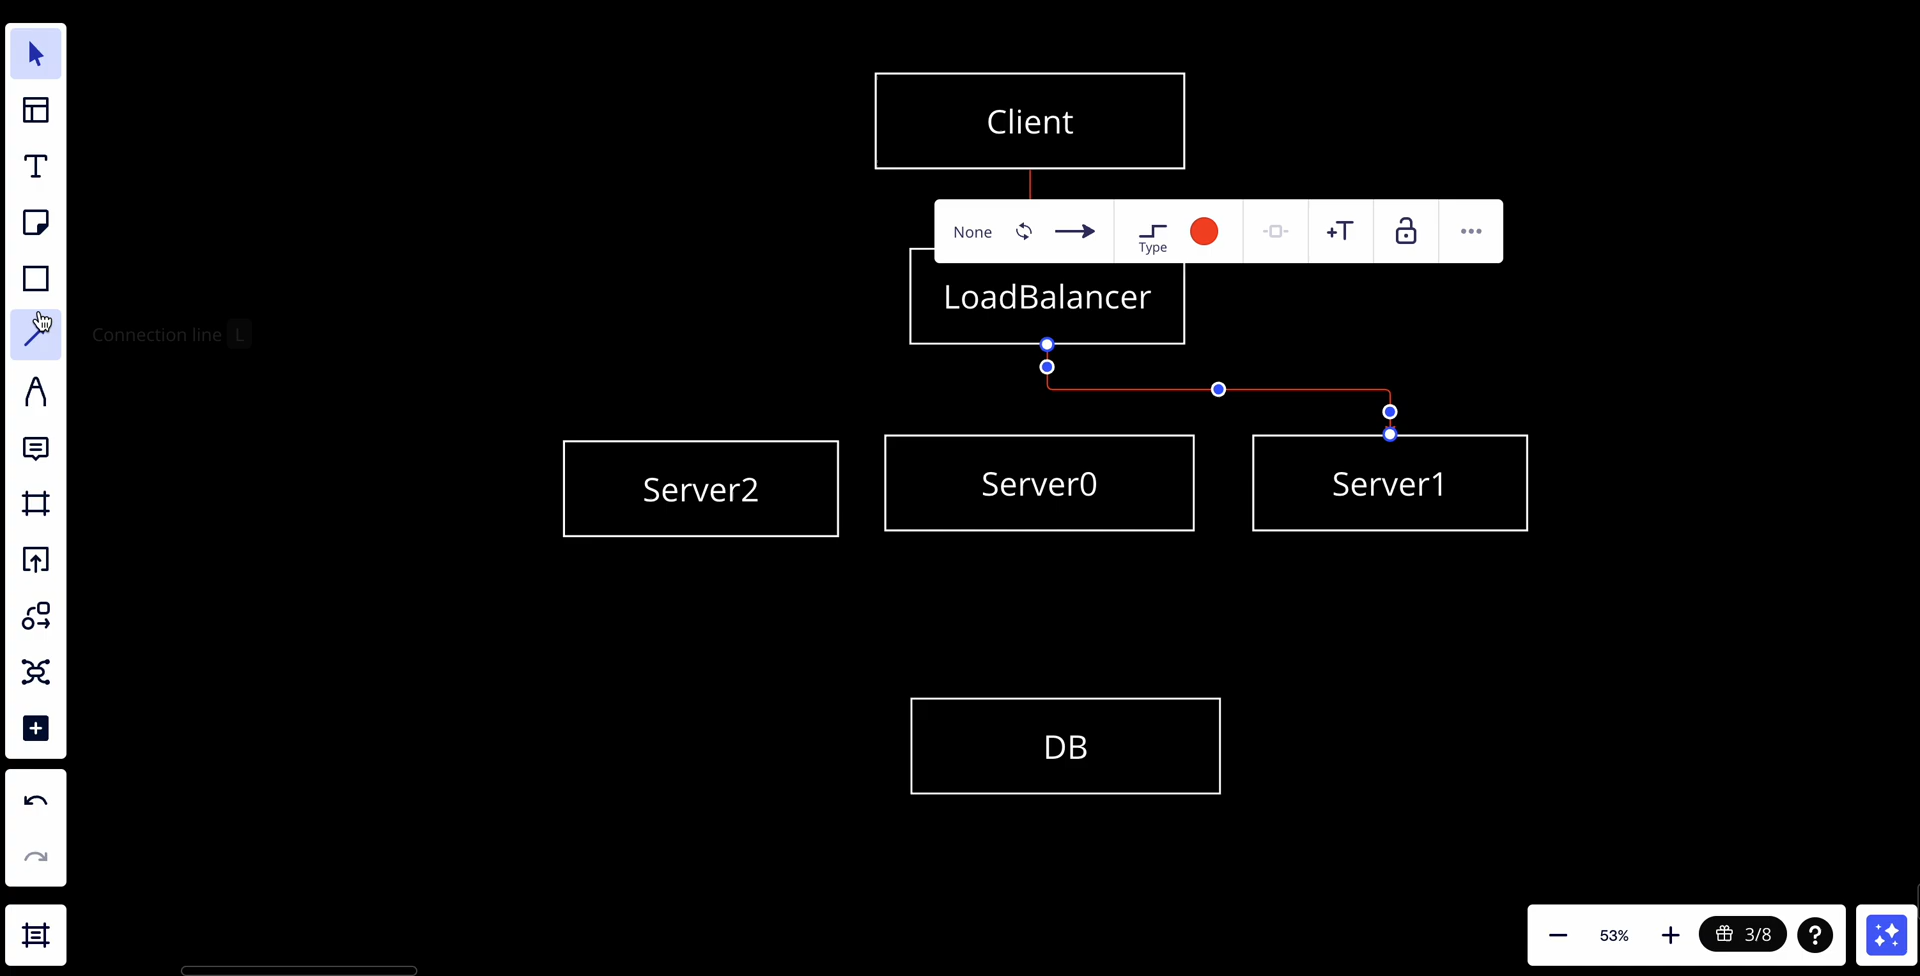 Client
None
Type
LoadBalancer
Connection line L
Server2
Server0
Server1
DB
53%
3/8